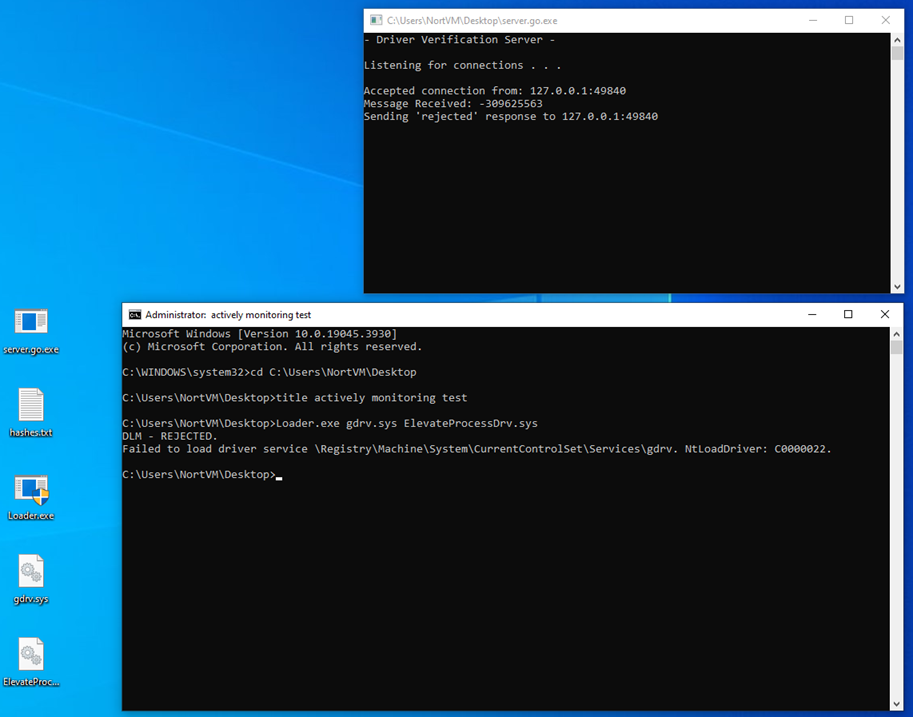 C:\Users\NortVM\Desktop\server.go.exe
- Driver Verification Server -
Listening for connections . . .
Accepted connection from: 127.0.0.1:49840
Message Received: -309625563
Sending 'rejected' response to 127.0.0.1:49840
server.go.exe
hashes.txt
Loader.exe
gdrv.sys
ElevateProc...
Administrator: actively monitoring test
Microsoft Windows [Version 10.0.19045.3930]
(c) Microsoft Corporation. All rights reserved.
C:\WINDOWS\system32>cd C:\Users\NortVM\Desktop
C:\Users\NortVM\Desktop>title actively monitoring test
C:\Users\NortVM\Desktop>Loader.exe gdrv.sys ElevateProcessDrv.sys
DLM - REJECTED.
Failed to load driver service \Registry\Machine\System\CurrentControlSet\Services\gdrv. NtLoadDriver: C0000022.
C:\Users\NortVM\Desktop>